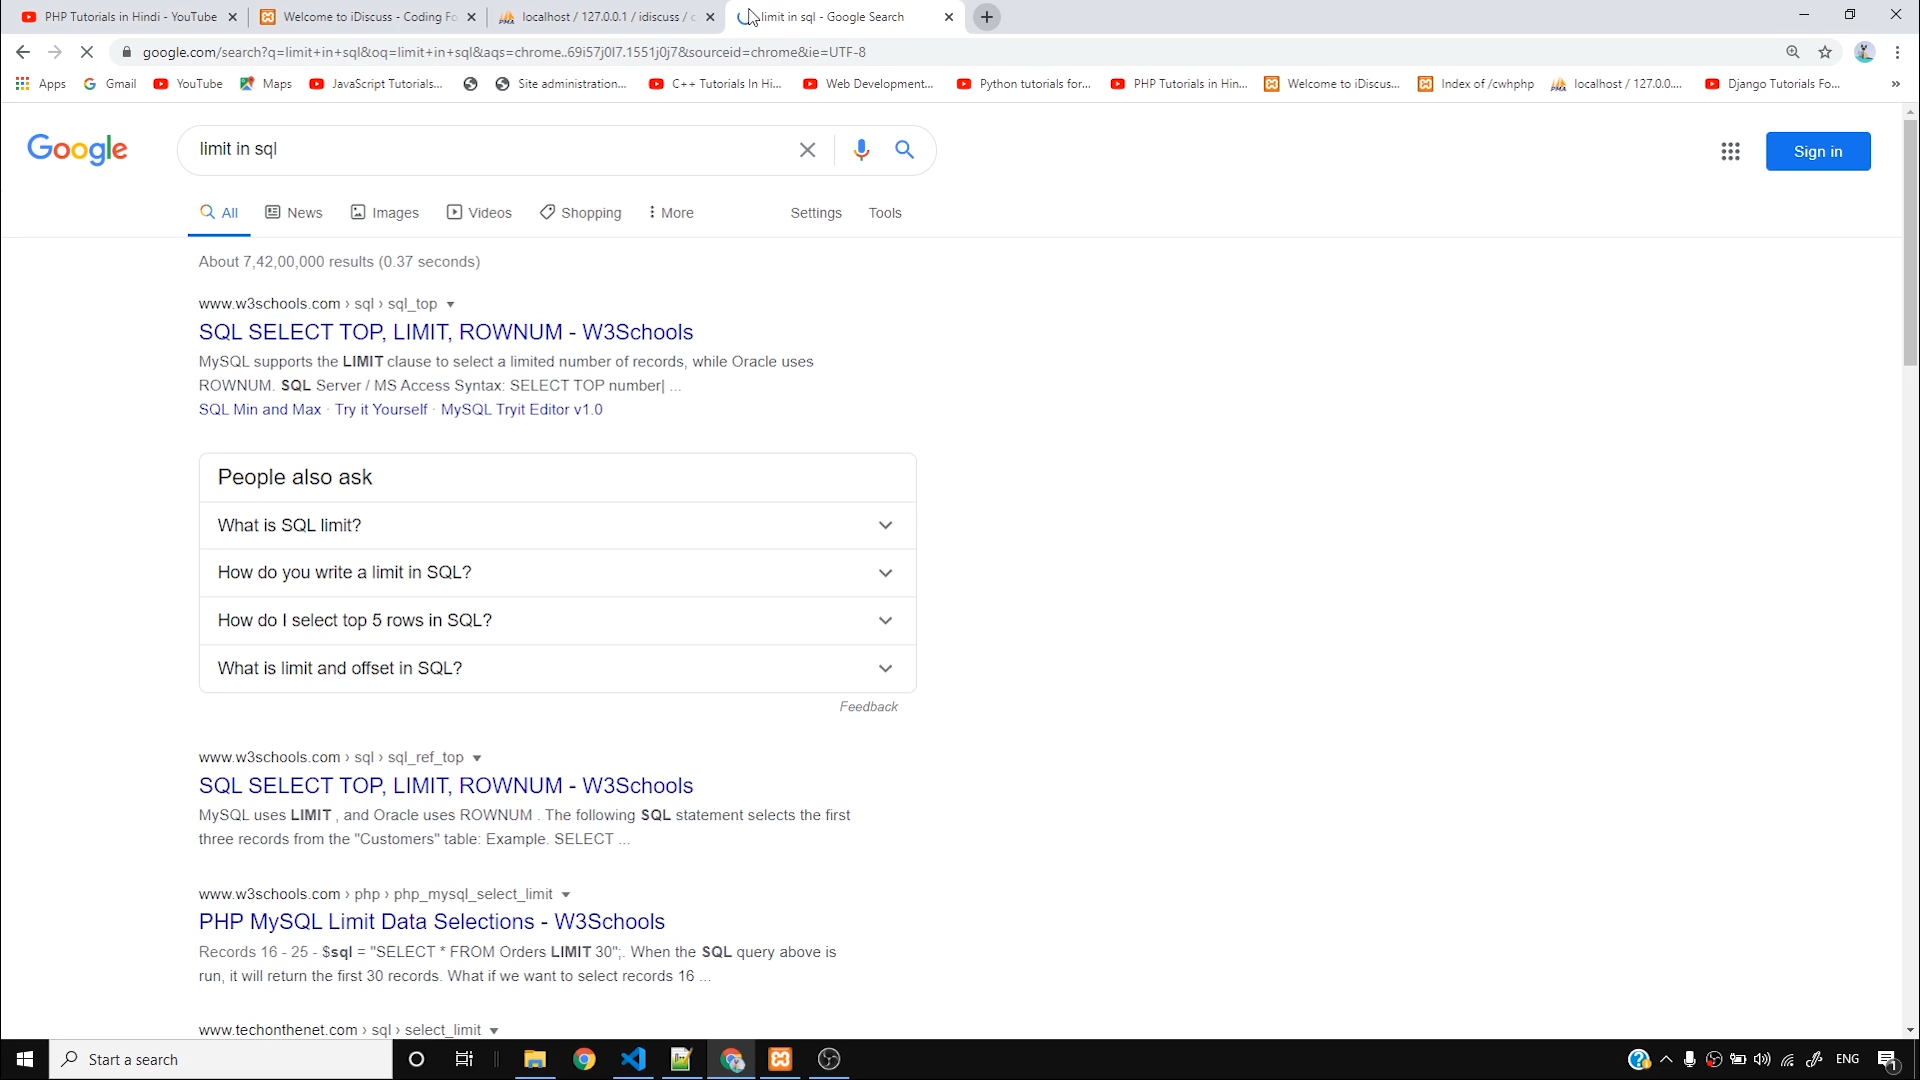 PHP Tutorials in Hindi - YouTube
Welcome to iDiscuss - Coding Fo
localhost / 127.0.0.1 / idiscuss / c
limit in sql - Google Search
google.com/search?q=limit+in+sql&oq=limit+in+sql&aqs=chrome..69i57j0l7.1551j0j7&sourceid=chrome&ie=UTF-8
Apps
Gmail
YouTube
Maps
JavaScript Tutorials...
Site administration...
C++ Tutorials In Hi...
Web Development...
Python tutorials for...
PHP Tutorials in Hin...
Welcome to iDiscus...
Index of /cwhphp
localhost / 127.0.0....
Django Tutorials Fo...
»
Google
limit in sql
Sign in
All
News
Images
Videos
Shopping
More
Settings
Tools
About 7,42,00,000 results (0.37 seconds)
www.w3schools.com › sql › sql_top
SQL SELECT TOP, LIMIT, ROWNUM - W3Schools
MySQL supports the LIMIT clause to select a limited number of records, while Oracle uses
ROWNUM. SQL Server / MS Access Syntax: SELECT TOP number| ...
SQL Min and Max · Try it Yourself · MySQL Tryit Editor v1.0
People also ask
What is SQL limit?
How do you write a limit in SQL?
How do I select top 5 rows in SQL?
What is limit and offset in SQL?
Feedback
www.w3schools.com › sql › sql_ref_top
SQL SELECT TOP, LIMIT, ROWNUM - W3Schools
MySQL uses LIMIT , and Oracle uses ROWNUM . The following SQL statement selects the first
three records from the "Customers" table: Example. SELECT ...
www.w3schools.com › php › php_mysql_select_limit
PHP MySQL Limit Data Selections - W3Schools
Records 16 - 25 - $sql = "SELECT * FROM Orders LIMIT 30";. When the SQL query above is
run, it will return the first 30 records. What if we want to select records 16 ...
www.techonthenet.com › sql › select_limit
Start a search
ENG
1